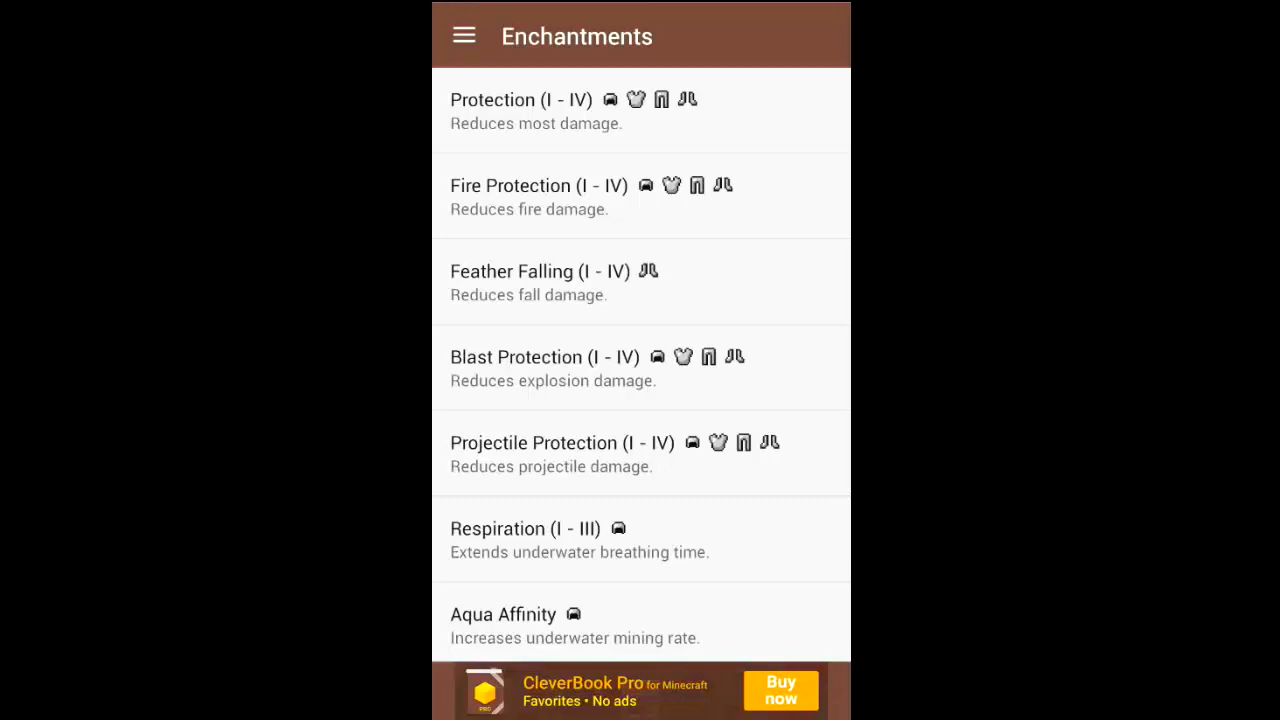 Enchantments
Protection (I - IV)
Reduces most damage.
Fire Protection (I - IV)
Reduces fire damage.
Feather Falling (I - IV)
Reduces fall damage.
Blast Protection (I - IV)
Reduces explosion damage.
Projectile Protection (I - IV)
Reduces projectile damage.
Respiration (I - III)
Extends underwater breathing time.
Aqua Affinity
Increases underwater mining rate.
PRO
CleverBook Pro for Minecraft
Favorites • No ads
Buy
now